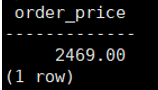 order_price
-------------
2469.00
(1 row)